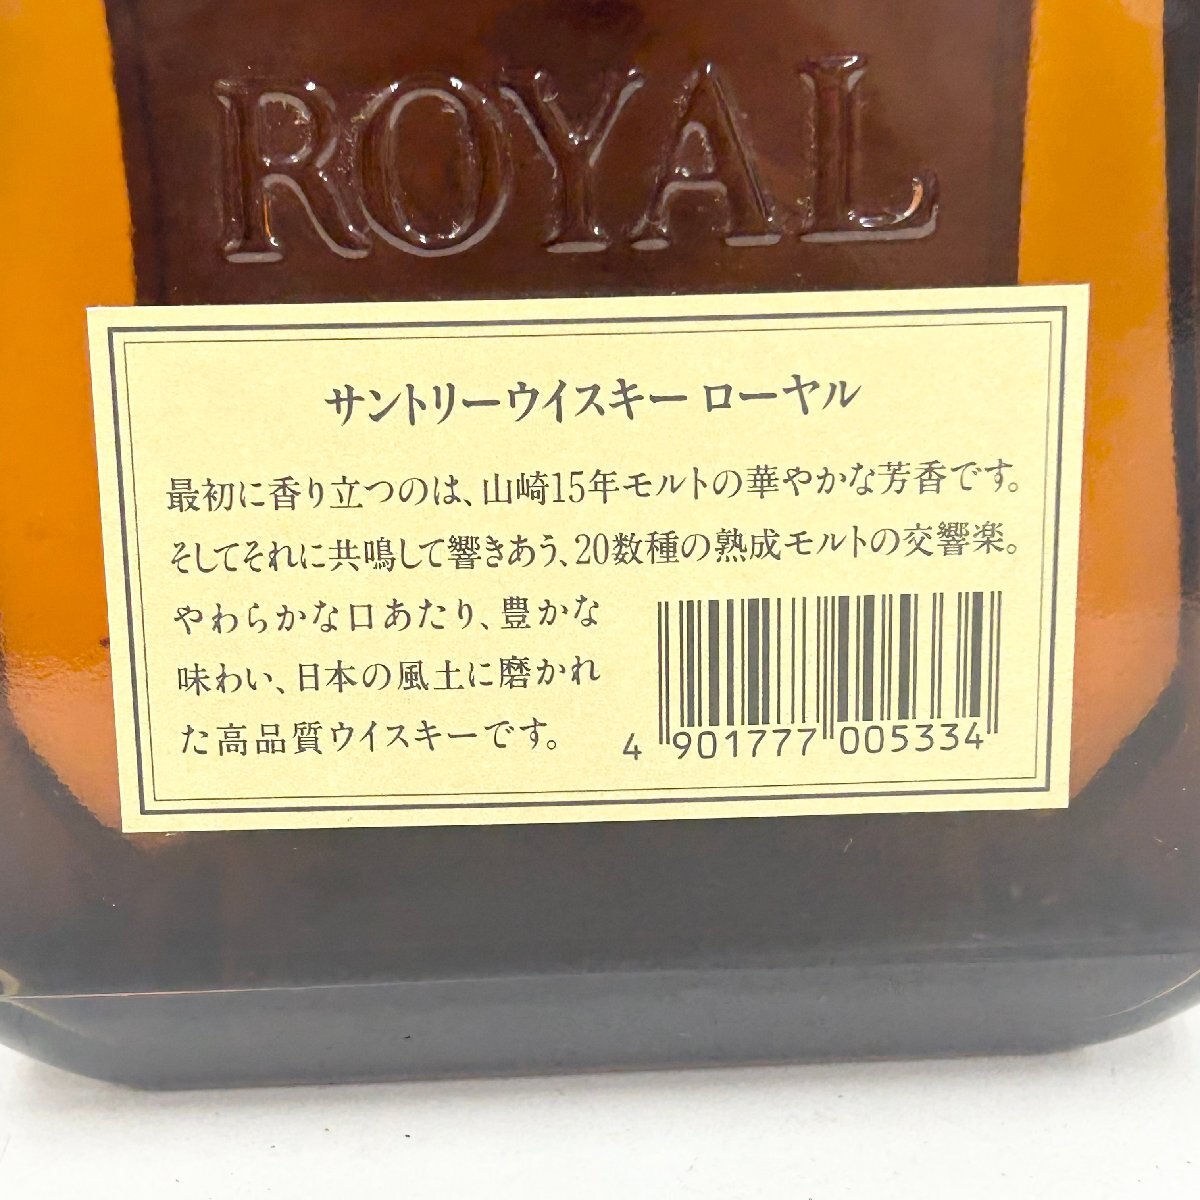 ROYAL
サントリーウイスキー ローヤル
最初に香り立つのは、山崎15年モルトの華やかな芳香です。
そしてそれに共鳴して響きあう、20数種の熟成モルトの交響楽。
やわらかな口あたり、豊かな
味わい、日本の風土に磨かれ
た高品質ウイスキーです。
4 901777 005334